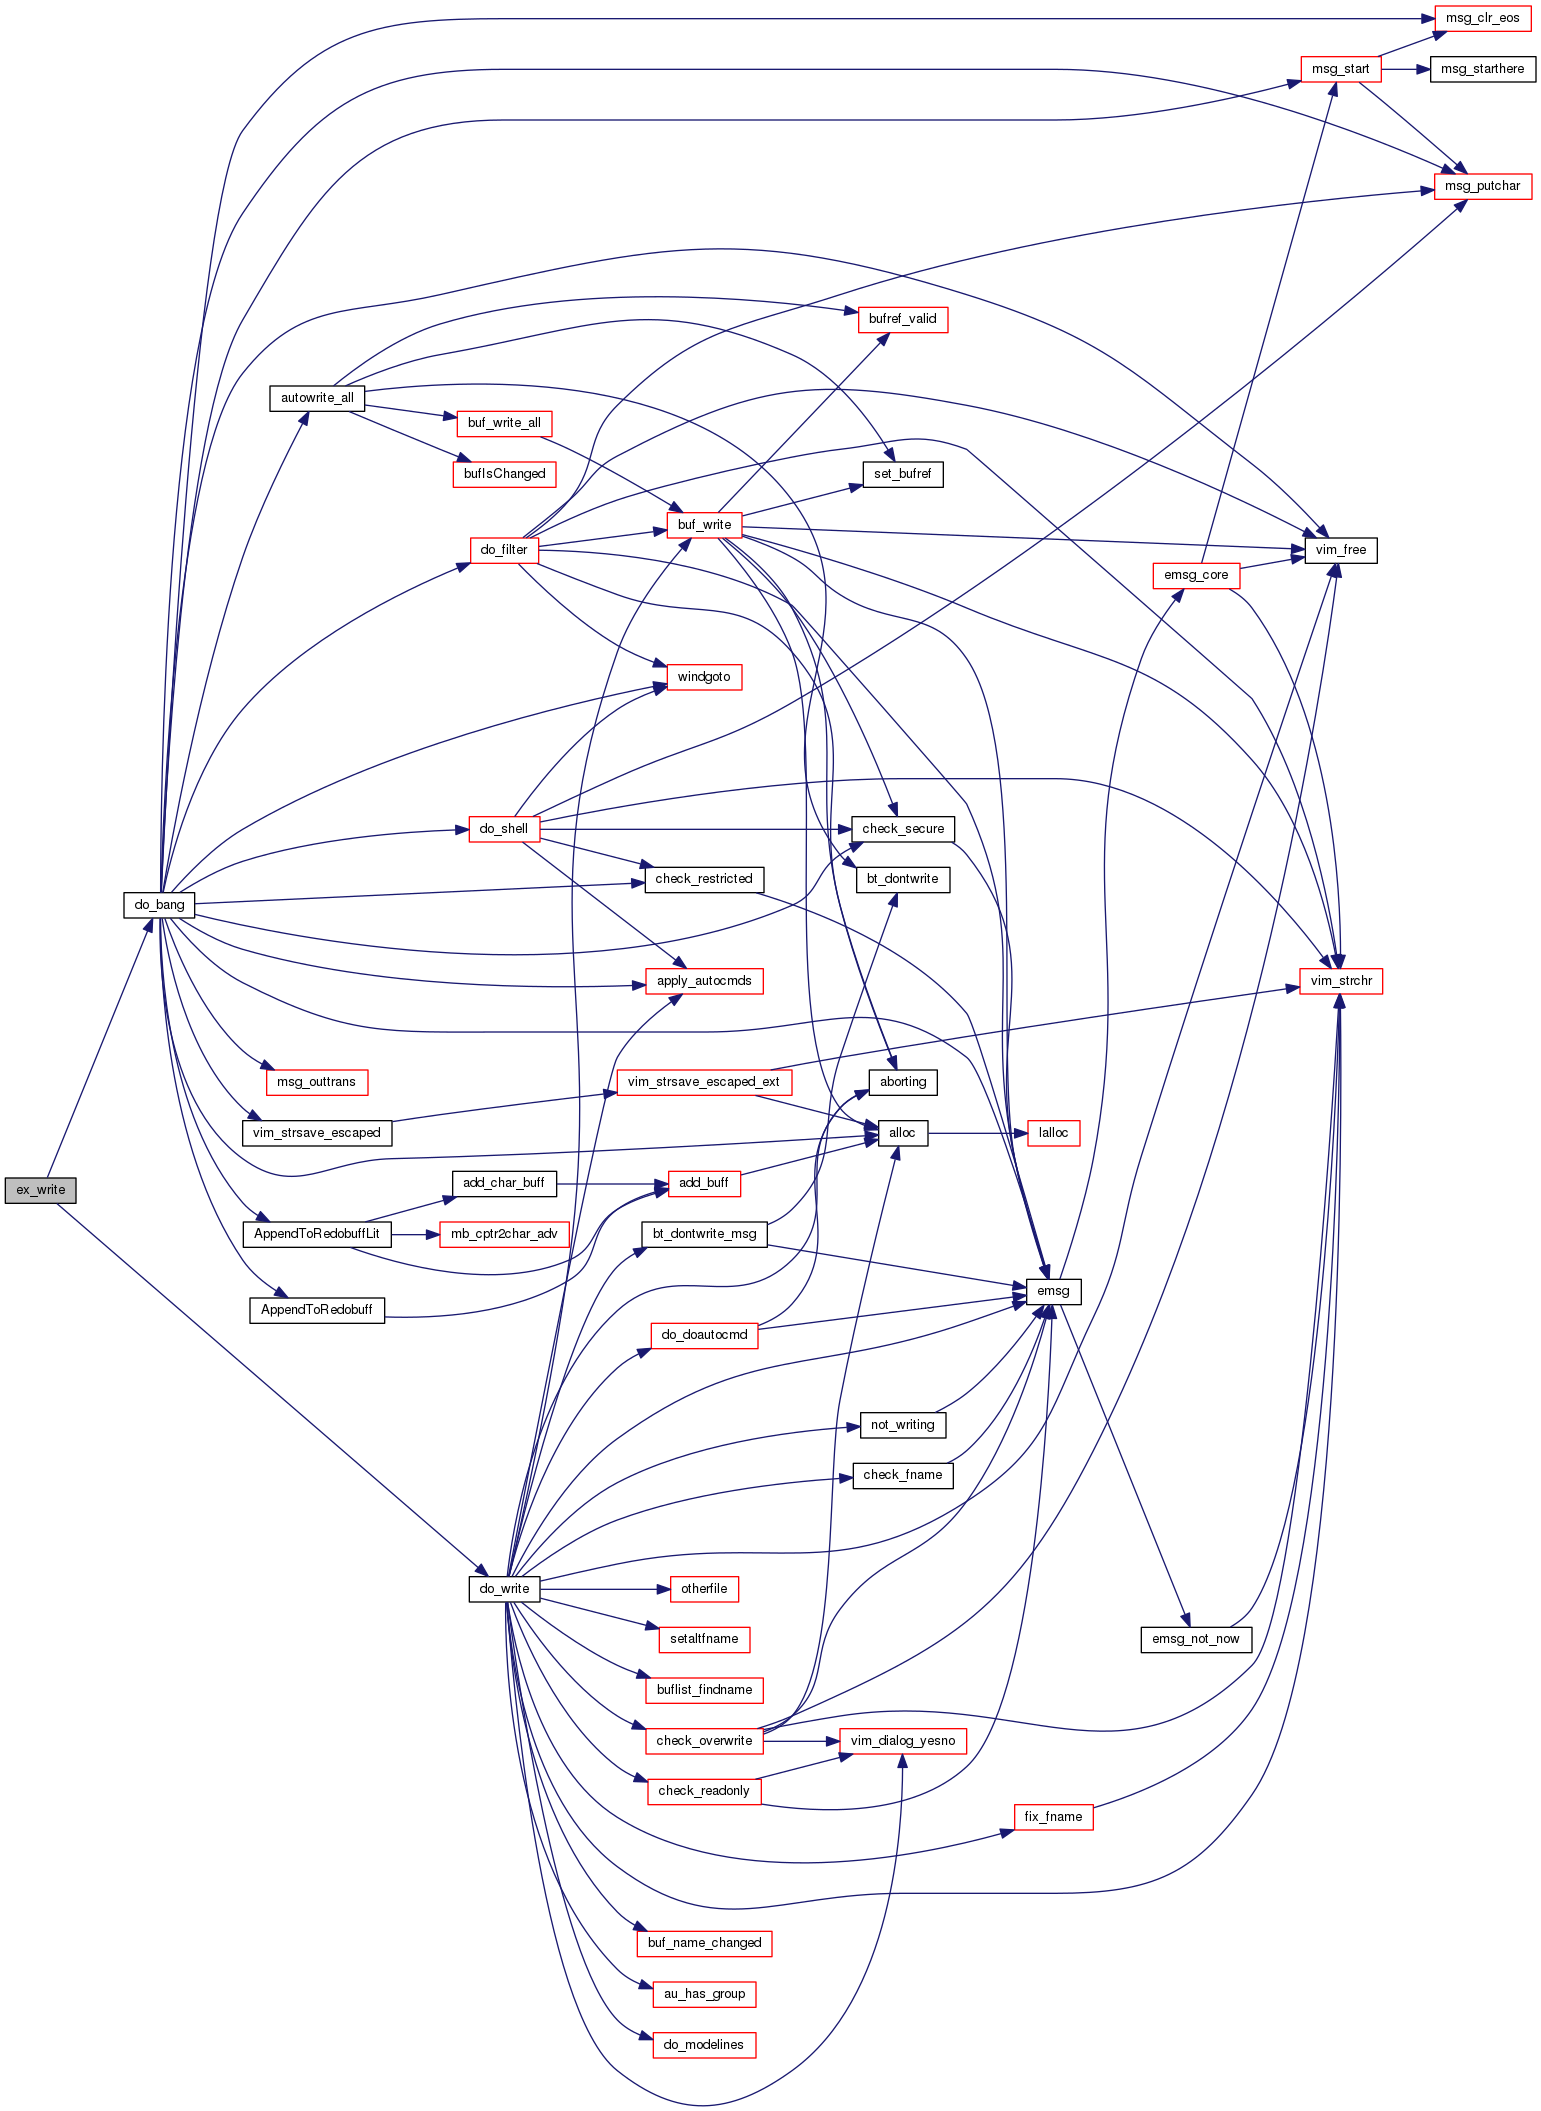 msg_clr_eos
msg_start
msg_starthere
msg_putchar
bufref_valid
autowrite_all
buf_write_all
bufIsChanged
set_bufref
buf_write
do_filter
vim_free
emsg_core
windgoto
do_shell
check_secure
check_restricted
bt_dontwrite
do_bang
apply_autocmds
vim_strchr
msg_outtrans
vim_strsave_escaped_ext
aborting
vim_strsave_escaped
alloc
lalloc
ex_write
add_char_buff
add_buff
AppendToRedobuffLit
mb_cptr2char_adv
bt_dontwrite_msg
emsg
AppendToRedobuff
do_doautocmd
not_writing
check_fname
do_write
otherfile
setaltfname
emsg_not_now
buflist_findname
check_overwrite
vim_dialog_yesno
check_readonly
fix_fname
buf_name_changed
au_has_group
do_modelines